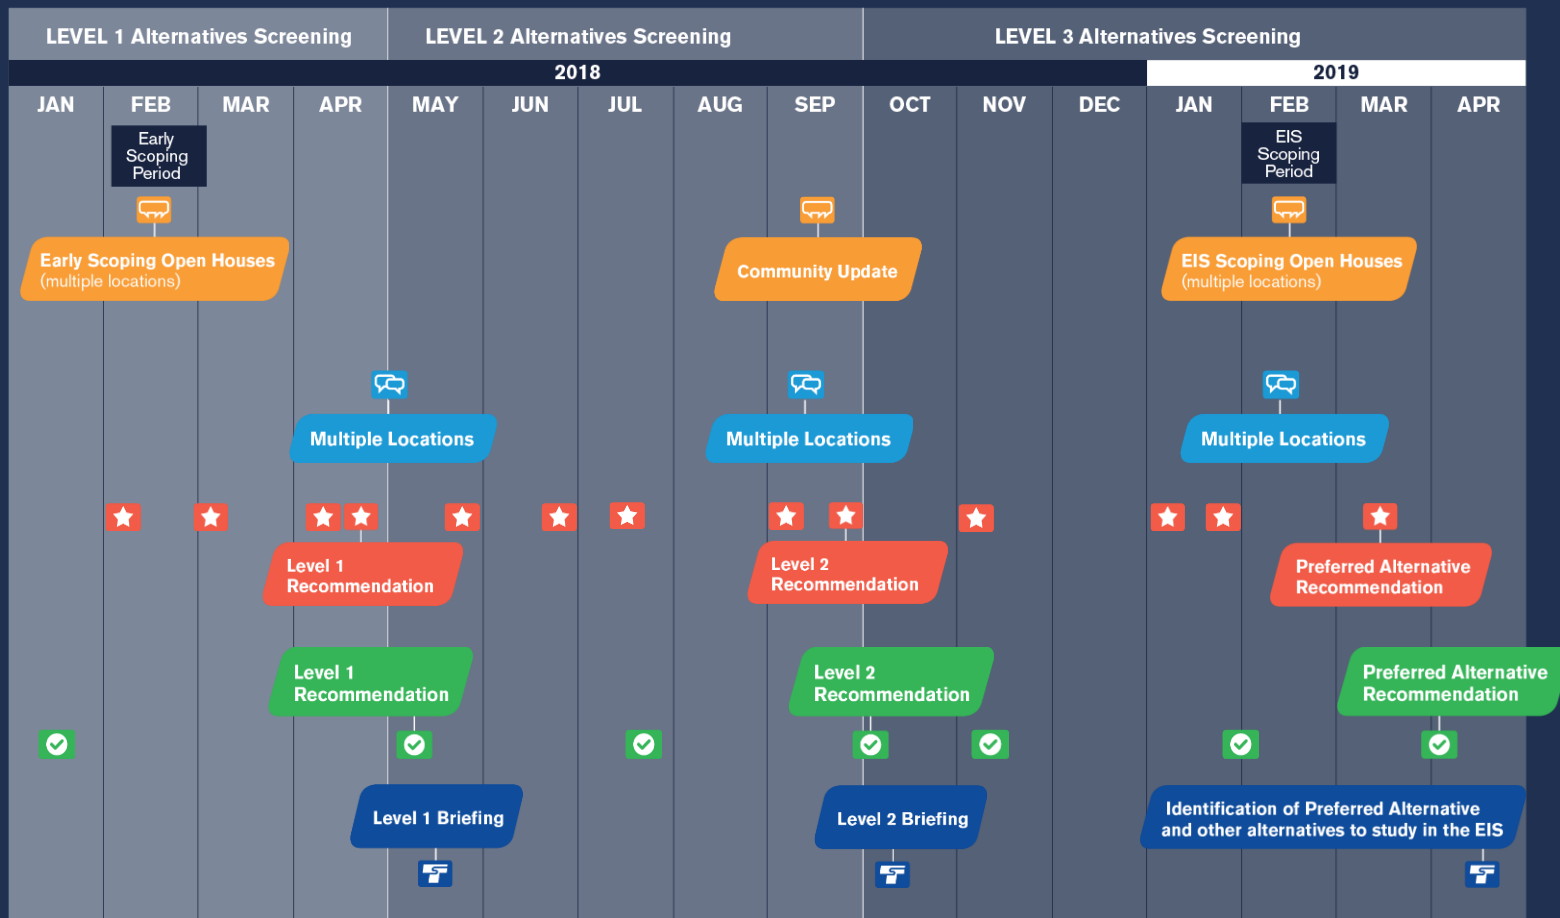 LEVEL 1 Alternatives Screening
LEVEL 2 Alternatives Screening
LEVEL 3 Alternatives Screening
2018
2019
JAN
FEB
MAR
APR
MAY
JUN
JUL
AUG
SEP
OCT
NOV
DEC
JAN
FEB
MAR
APR
Early
Scoping
Period
EIS
Scoping
Period
Early Scoping Open Houses
(multiple locations)
Community Update
EIS Scoping Open Houses
(multiple locations)
Multiple Locations
Multiple Locations
Multiple Locations
Level 1
Recommendation
Level 2
Recommendation
Preferred Alternative
Recommendation
Level 1
Recommendation
Level 2
Recommendation
Preferred Alternative
Recommendation
Level 1 Briefing
Level 2 Briefing
Identification of Preferred Alternative
and other alternatives to study in the EIS